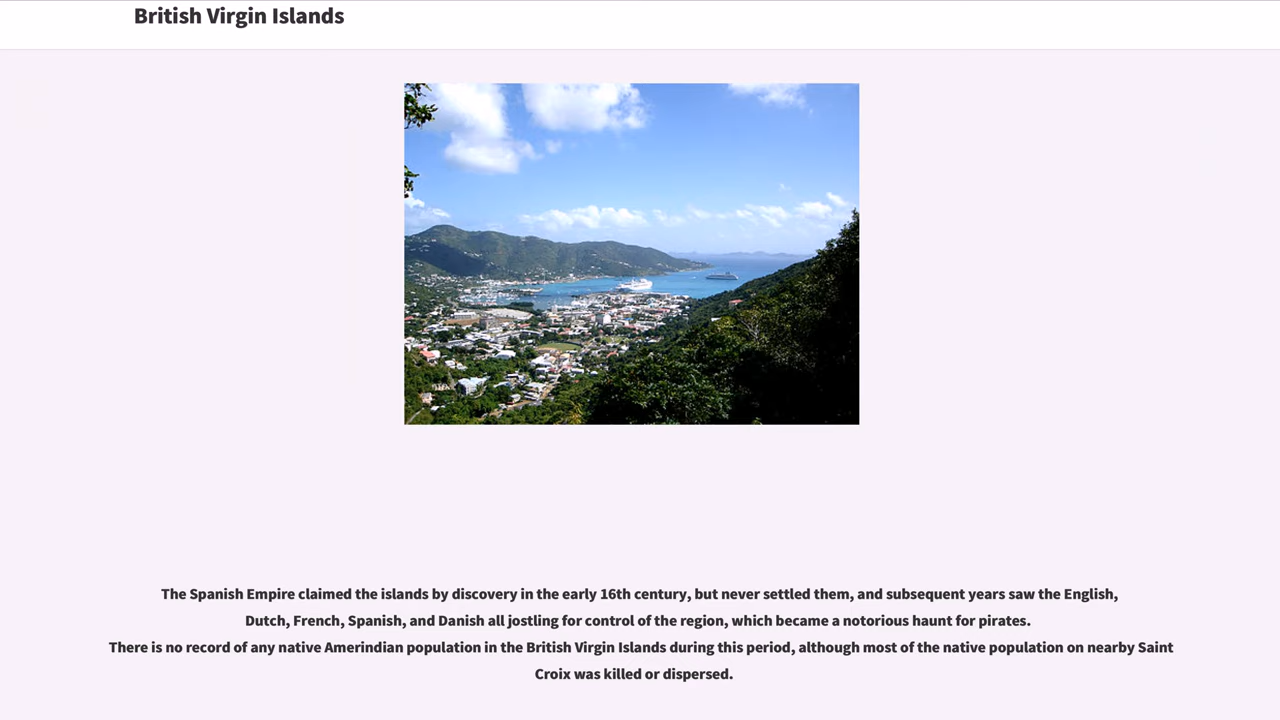 British Virgin Islands
The Spanish Empire claimed the islands by discovery in the early 16th century, but never settled them, and subsequent years saw the English,
Dutch, French, Spanish, and Danish all jostling for control of the region, which became a notorious haunt for pirates.
There is no record of any native Amerindian population in the British Virgin Islands during this period, although most of the native population on nearby Saint
Croix was killed or dispersed.